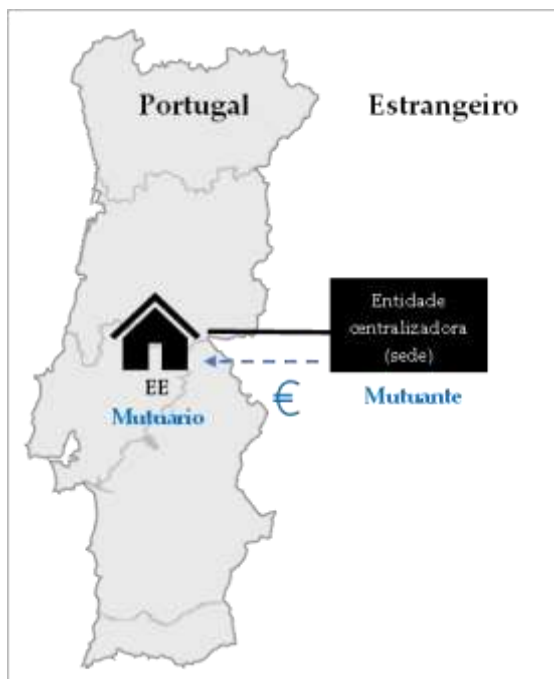 Portugal
Estrangeiro
Entidade
centralizadora
(sede)
EE
Mutuário
€
Mutuante